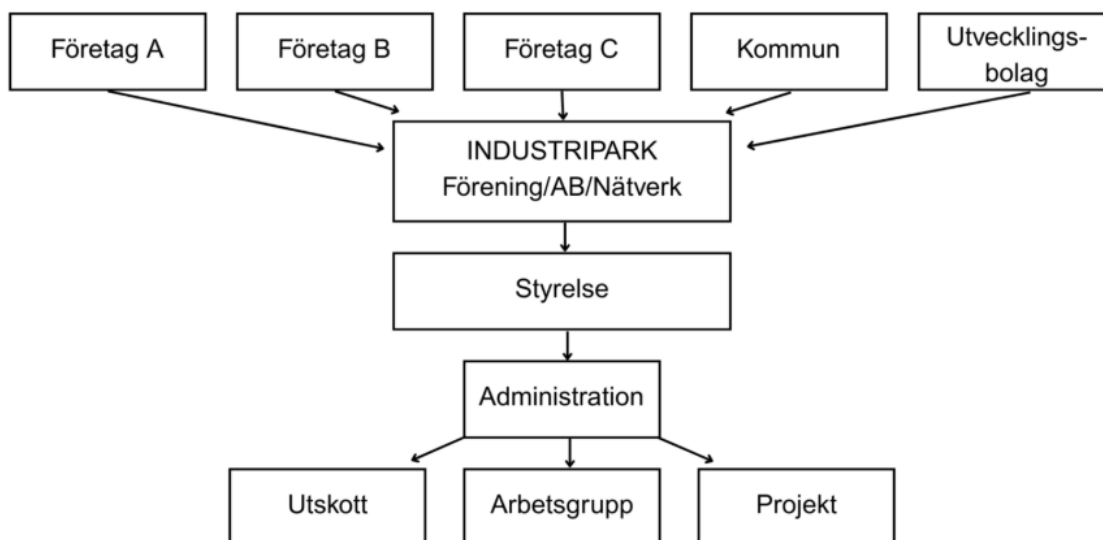 Företag A
Företag B
Företag C
Kommun
Utvecklings-
bolag
INDUSTRIPARK
Förening/AB/Nätverk
Styrelse
Administration
Utskott
Arbetsgrupp
Projekt